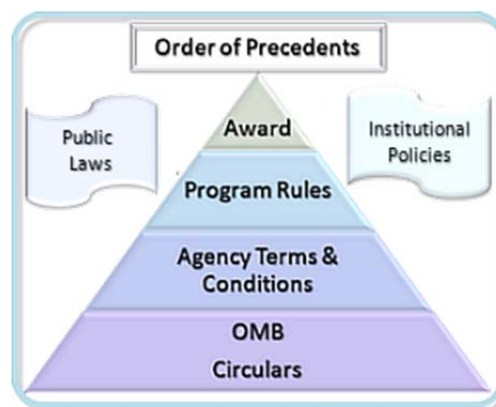 Order of Precedents
Public
Laws
Institutional
Policies
Award
Program Rules
Agency Terms &
Conditions
OMB
Circulars